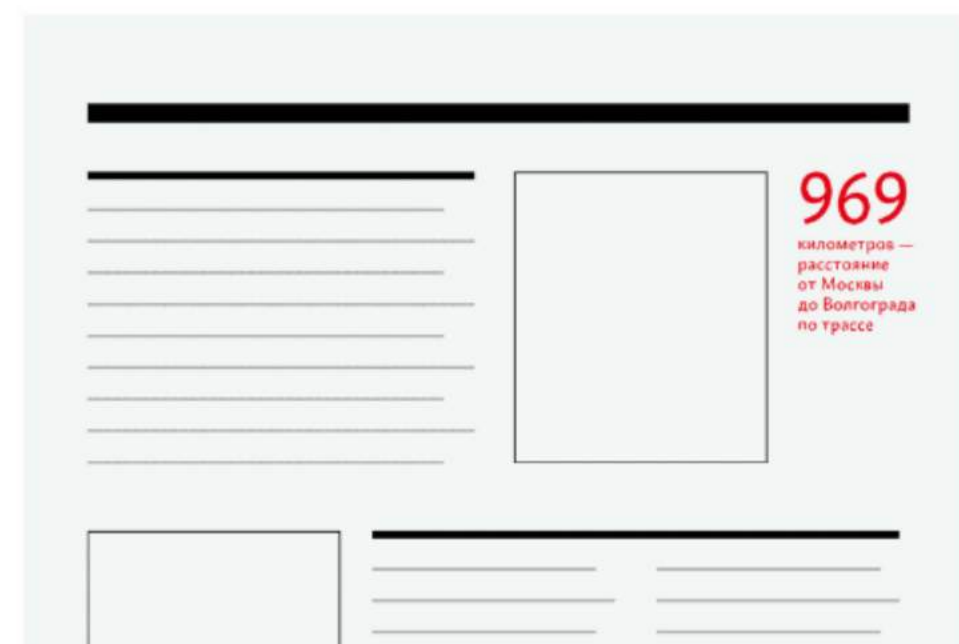 969
километров —
расстояние
от Москвы
до Волгограда
по трассе